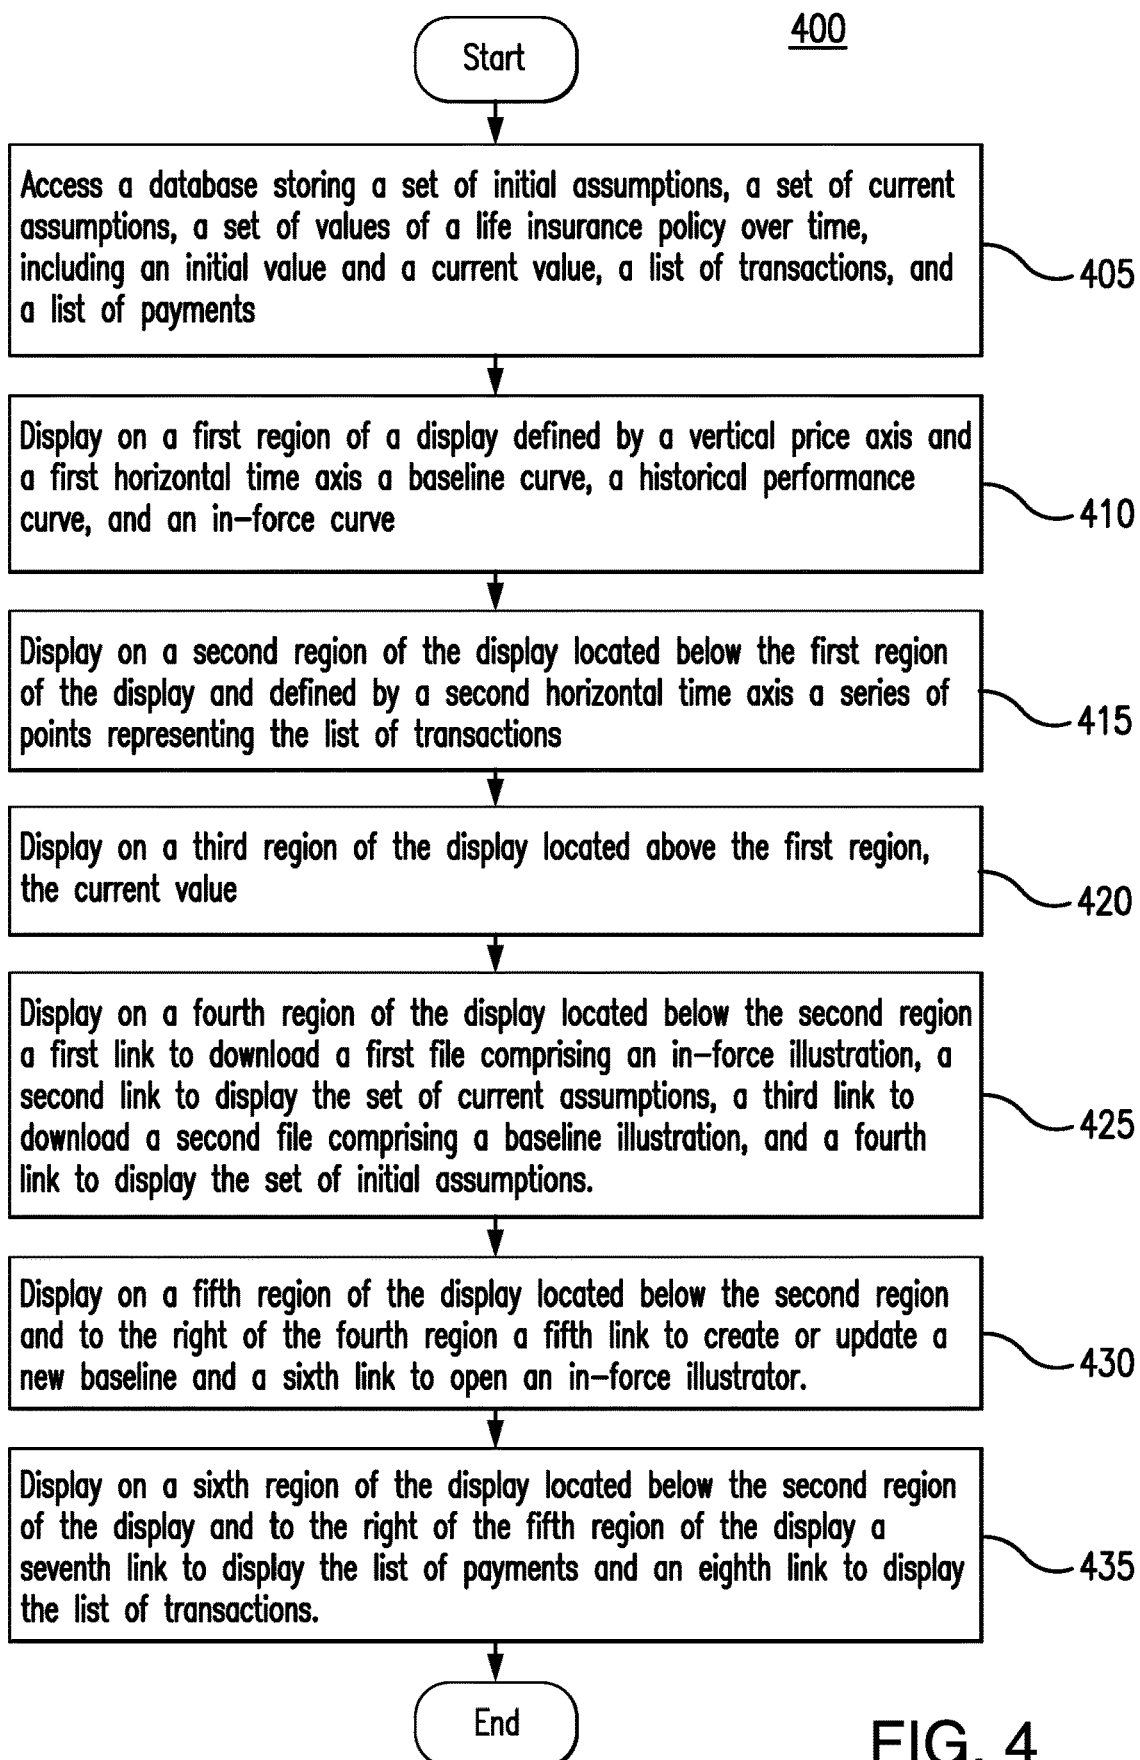 400
Start
Access a database storing a set of initial assumptions, a set of current
assumptions, a set of values of a life insurance policy over time,
including an initial value and a current value, a list of transactions, and
a list of payments
405
Display on a first region of a display defined by a vertical price axis and
a first horizontal time axis a baseline curve, a historical performance
curve, and an in-force curve
410
Display on a second region of the display located below the first region
of the display and defined by a second horizontal time axis a series of
points representing the list of transactions
415
Display on a third region of the display located above the first region,
the current value
420
Display on a fourth region of the display located below the second region
a first link to download a first file comprising an in-force illustration, a
second link to display the set of current assumptions, a third link to
download a second file comprising a baseline illustration, and a fourth
link to display the set of initial assumptions.
425
Display on a fifth region of the display located below the second region
and to the right of the fourth region a fifth link to create or update a
new baseline and a sixth link to open an in-force illustrator.
430
Display on a sixth region of the display located below the second region
of the display and to the right of the fifth region of the display a
seventh link to display the list of payments and an eighth link to display
the list of transactions.
435
End
FIG. 4